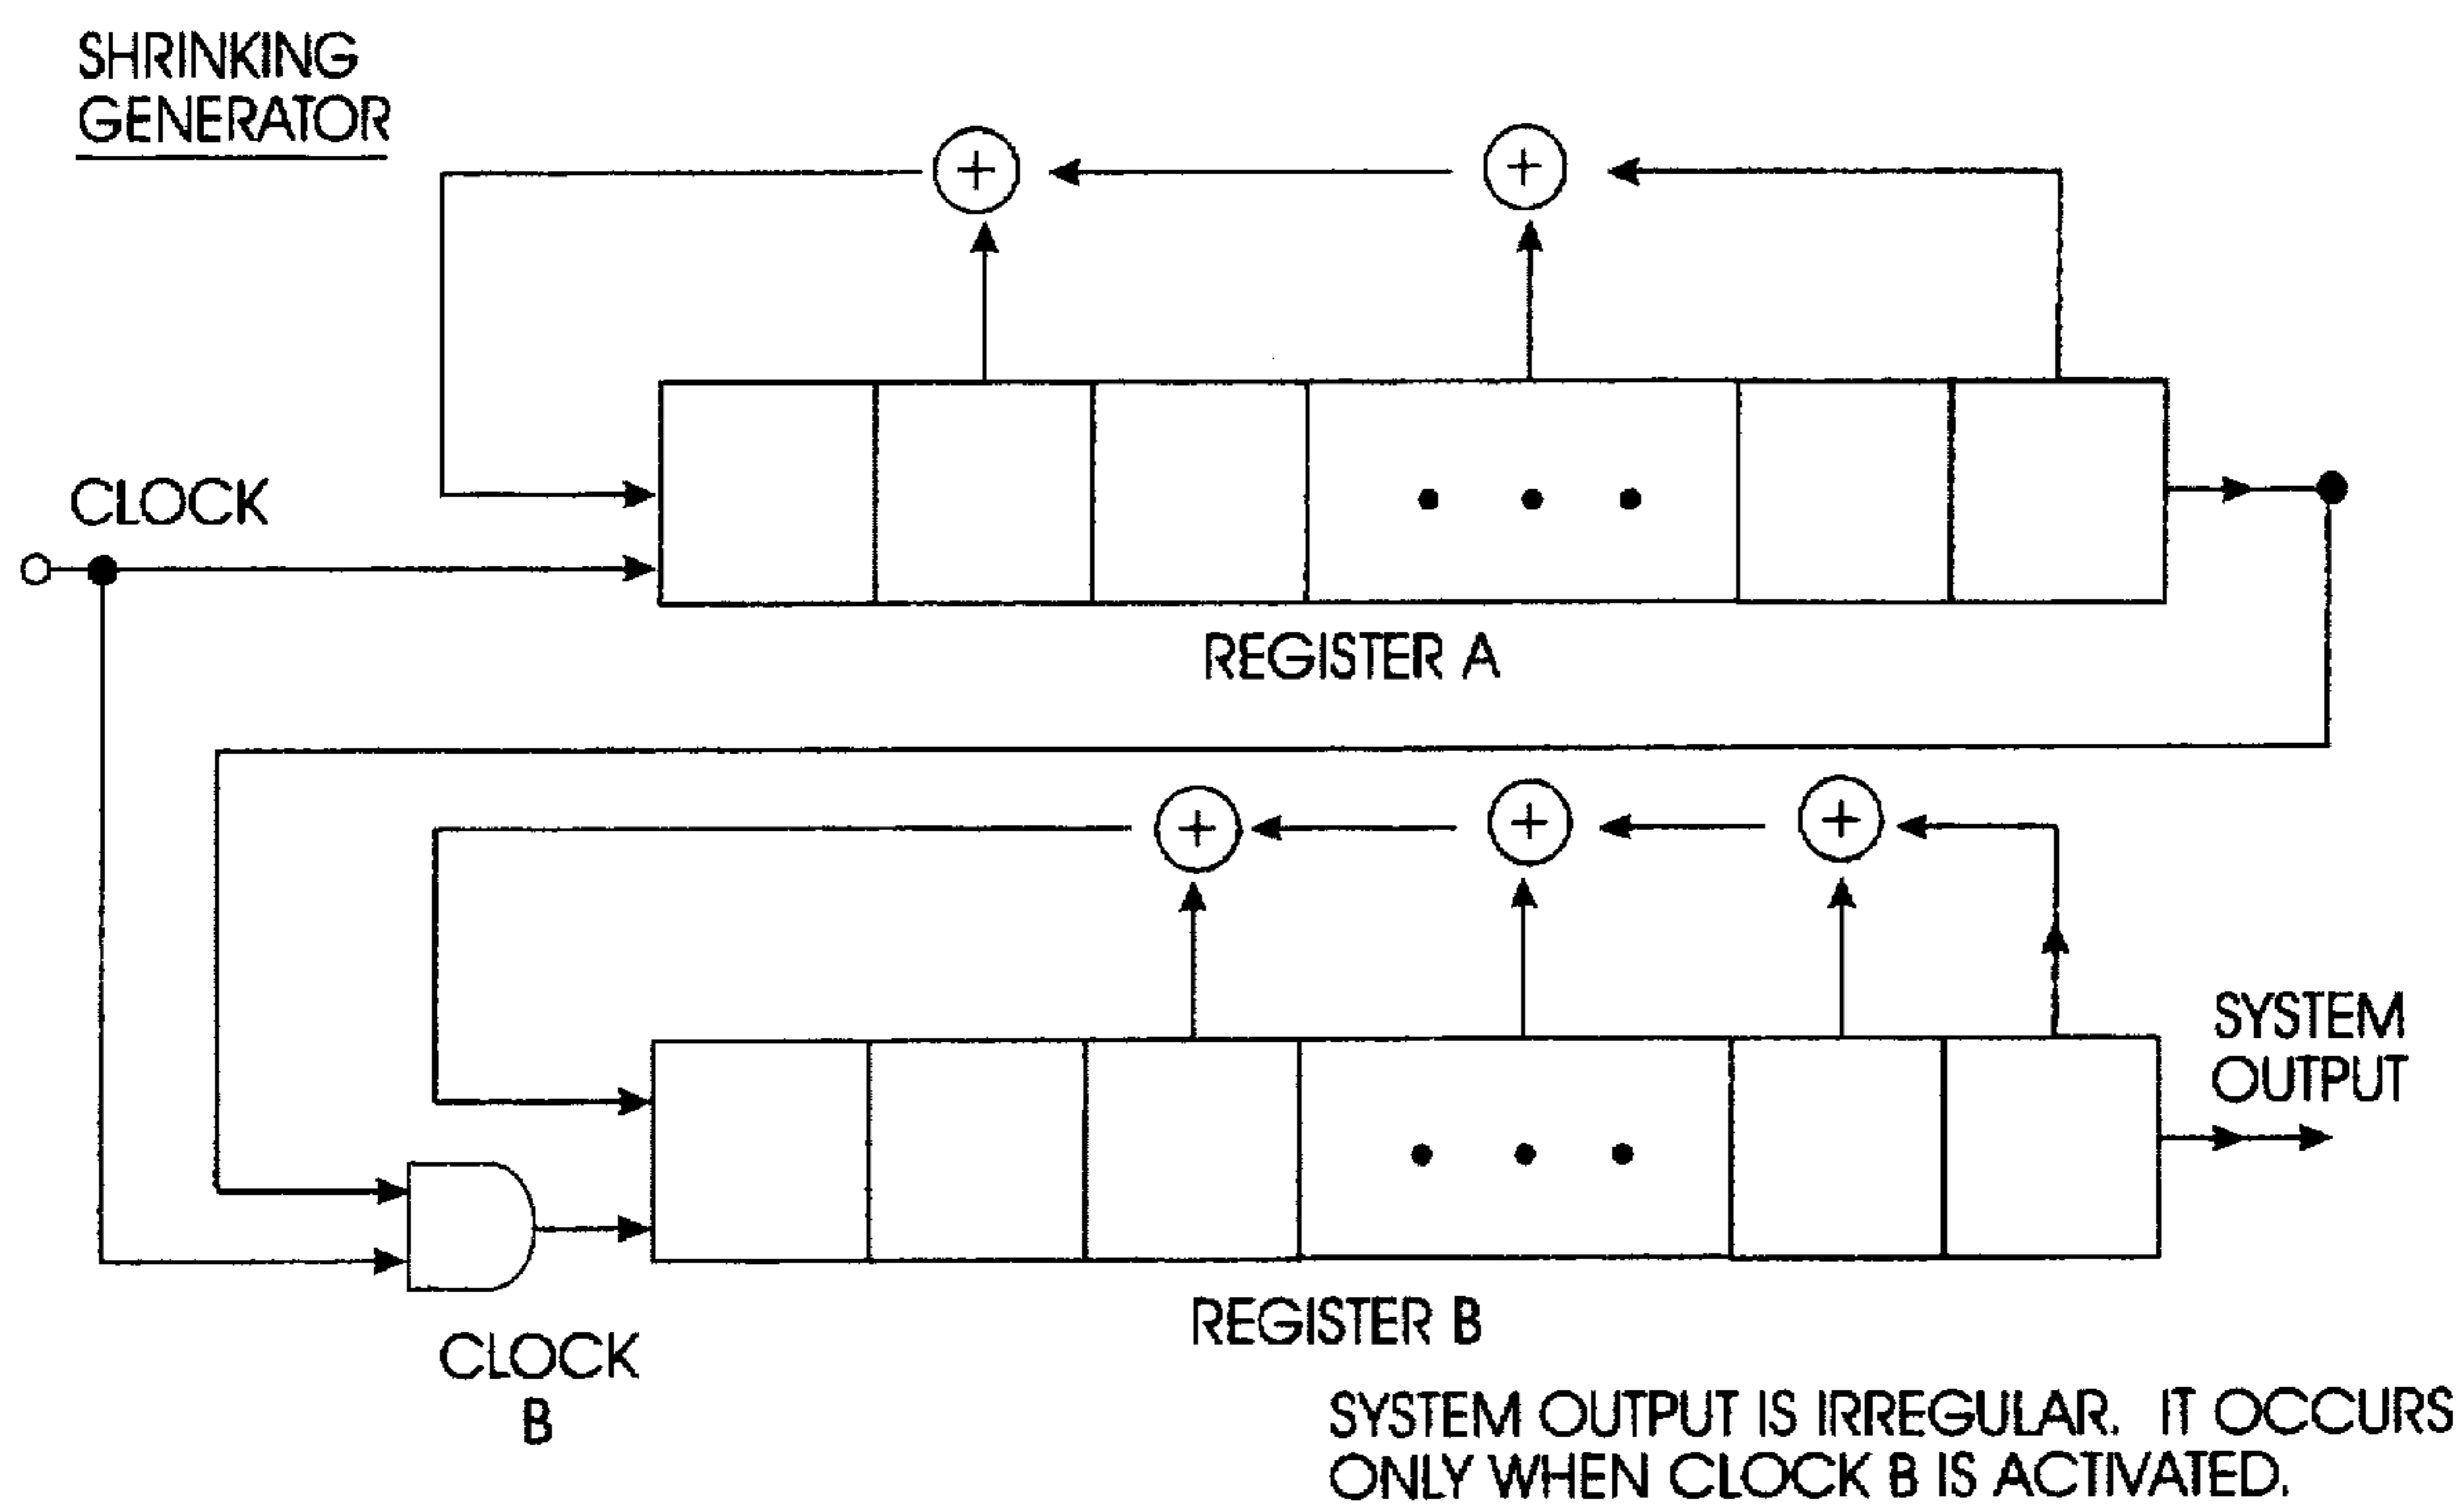 SHRINKING
GENERATOR
CLOCK
REGISTER A
SYSTEM
OUTPUT
REGISTER B
CLOCK
B
SYSTEM OUTPUT IS IRREGULAR. IT OCCURS
ONLY WHEN CLOCK B IS ACTIVATED.